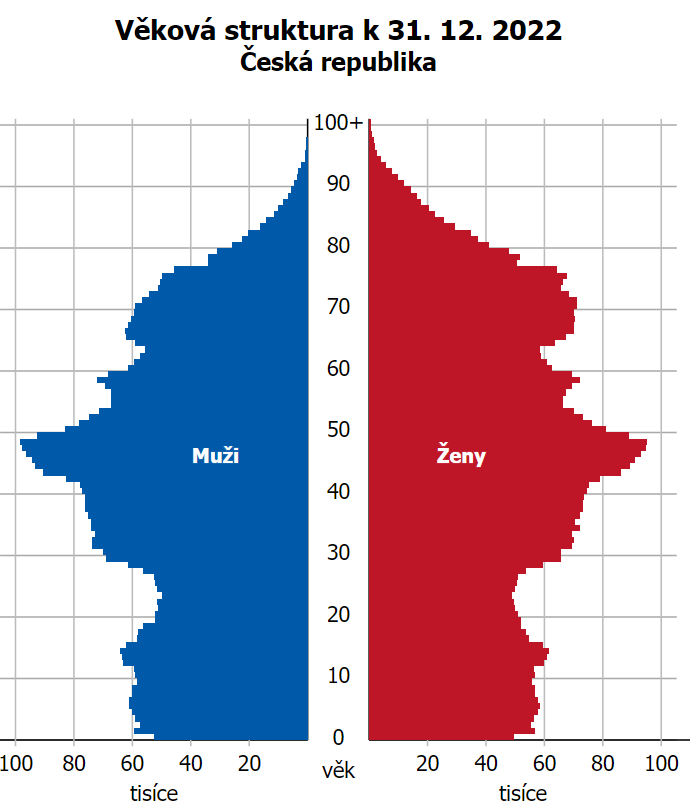 Věková struktura k 31. 12. 2022
Česká republika
100+
90
80
70
60
50
Muži
Ženy
40
30
20
10
0
100 80 60 40 20 věk 20 40 60 80 100
tisíce tisíce